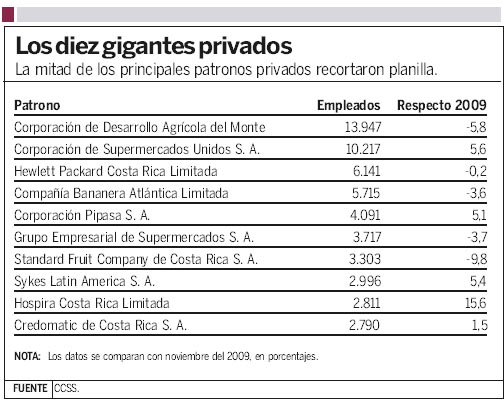 Los diez gigantes privados
La mitad de los principales patronos privados recortaron planilla.
Patrono Empleados Respecto 2009
Corporación de Desarrollo Agrícola del Monte 13.947 -5,8
Corporación de Supermercados Unidos S. A. 10.217 5,6
Hewlett Packard Costa Rica Limitada 6.141 -0,2
Compañía Bananera Atlántica Limitada 5.715 -3,6
Corporación Pipasa S. A. 4.091 5,1
Grupo Empresarial de Supermercados S. A. 3.717 -3,7
Standard Fruit Company de Costa Rica S. A. 3.303 -9,8
Sykes Latin America S. A. 2.996 5,4
Hospira Costa Rica Limitada 2.811 15,6
Credomatic de Costa Rica S. A. 2.790 1,5
NOTA: Los datos se comparan con noviembre del 2009, en porcentajes.
FUENTE CCSS.